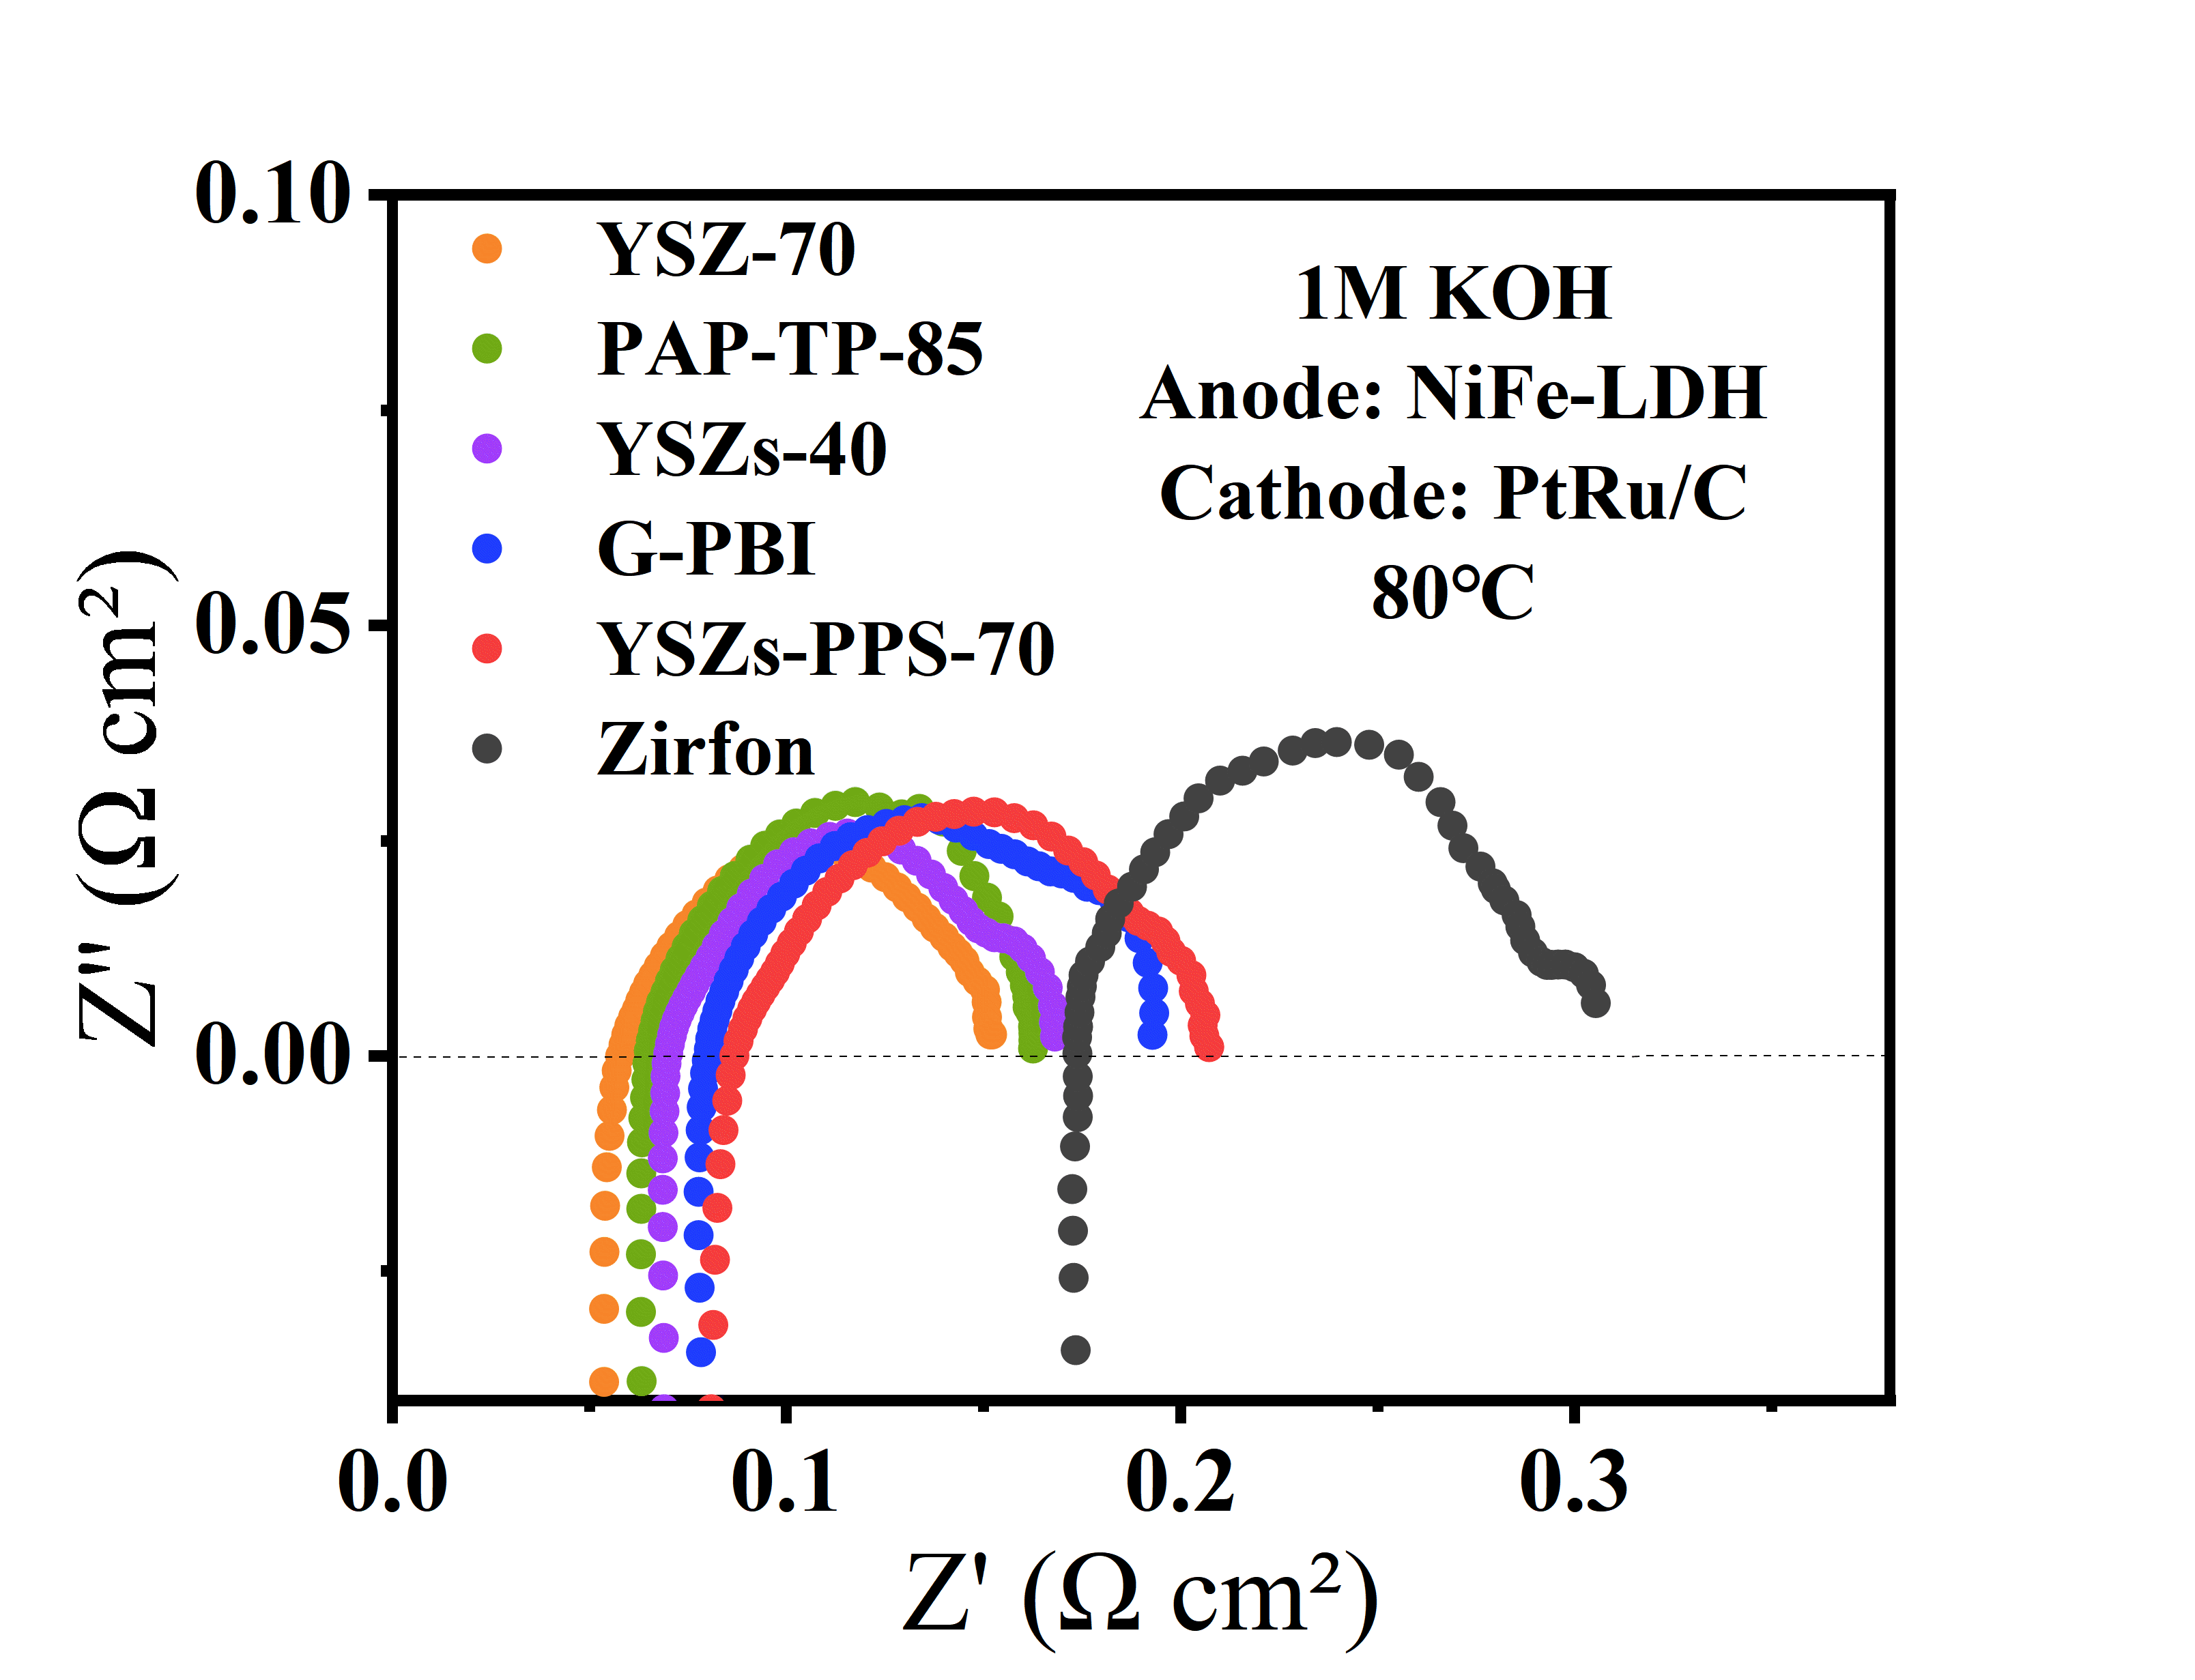 0.10
0.05
0.00
Z" (Ω cm²)
YSZ-70
PAP-TP-85
YSZs-40
G-PBI
YSZs-PPS-70
Zirfon
1M KOH
Anode: NiFe-LDH
Cathode: PtRu/C
80°C
0.0
0.1
0.2
0.3
Z' (Ω cm²)